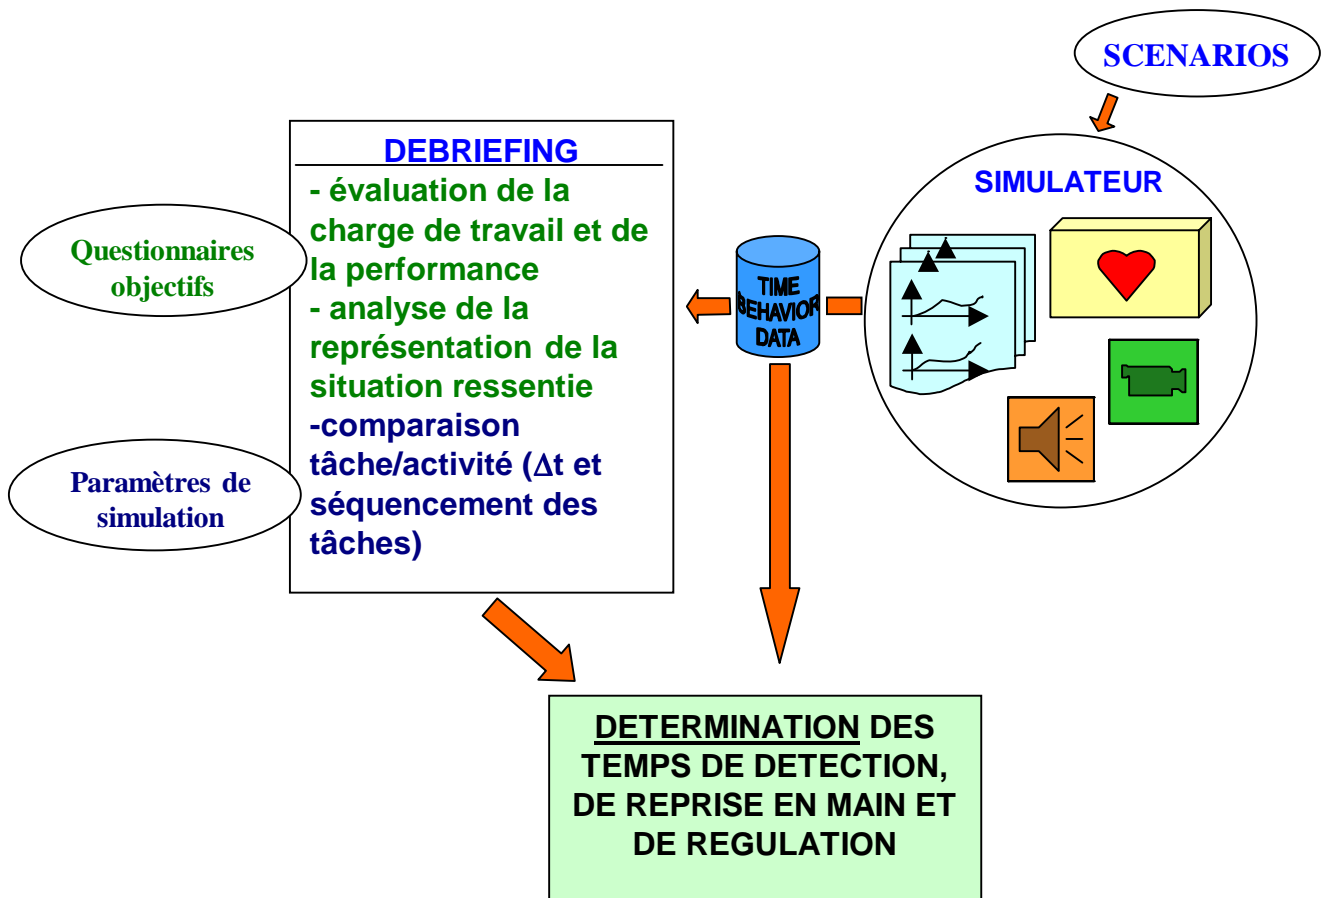 SCENARIOS
SIMULATEUR
DEBRIEFING
- évaluation de la
charge de travail et de
la performance
- analyse de la
représentation de la
situation ressentie
-comparaison
tâche/activité (Δt et
séquencement des
tâches)
Questionnaires
objectifs
Paramètres de
simulation
TIME
BEHAVIOR
DATA
DETERMINATION DES
TEMPS DE DETECTION,
DE REPRISE EN MAIN ET
DE REGULATION